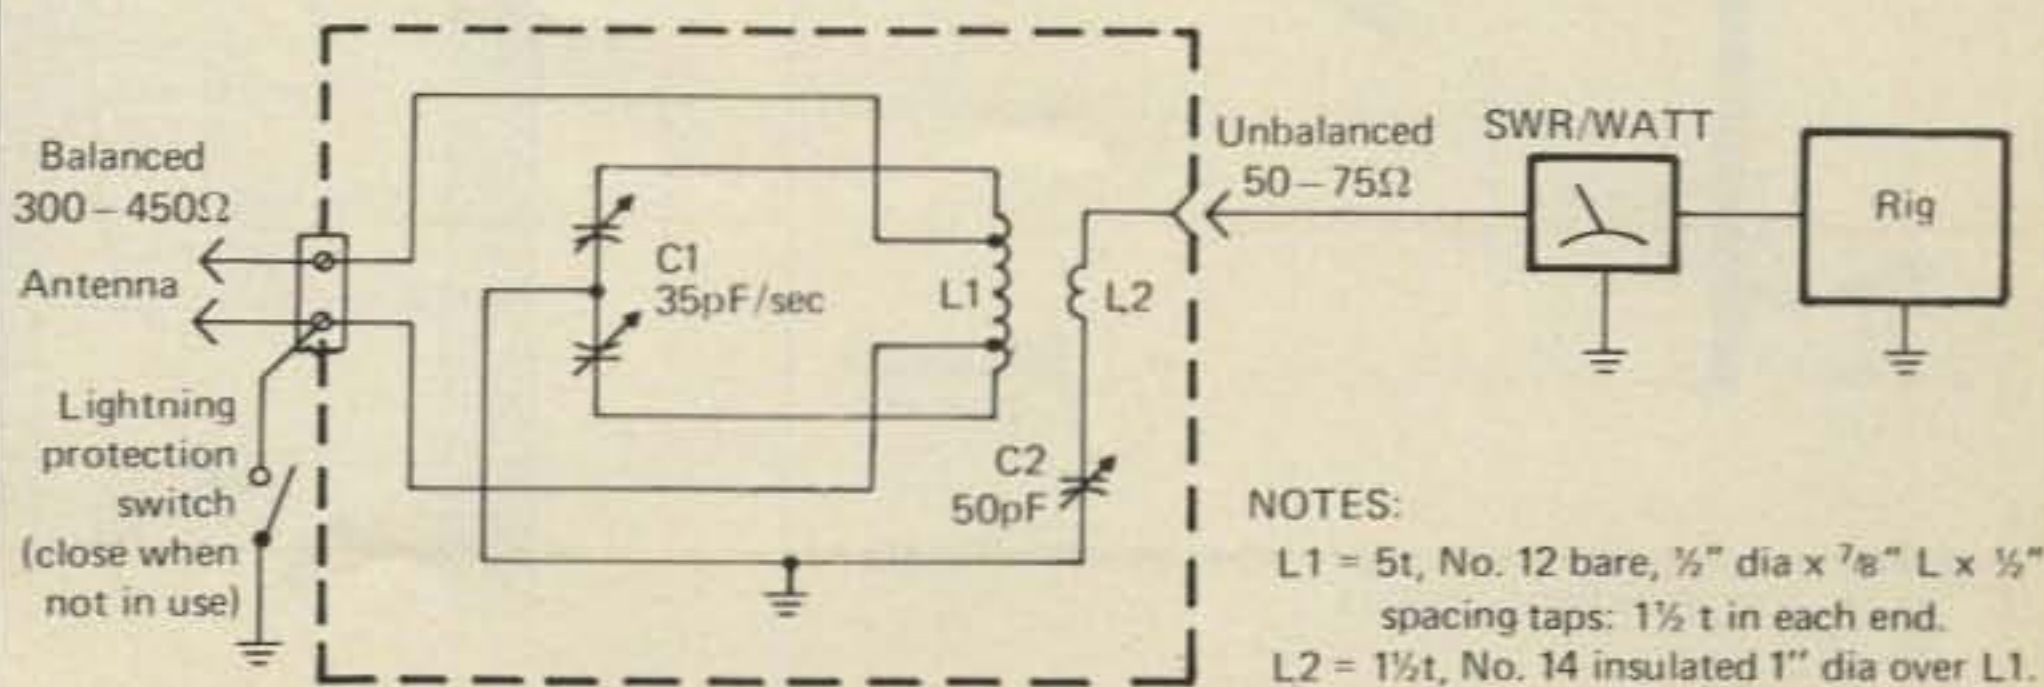 Balanced
300–450Ω
Antenna
Lightning
protection
switch
(close when
not in use)
C1
35pF/sec
L1
L2
C2
50pF
Unbalanced
50–75Ω
SWR/WATT
Rig
NOTES:
L1 = 5t, No. 12 bare, ½" dia x ⅞" L x ½"
spacing taps: 1½ t in each end.
L2 = 1½t, No. 14 insulated 1" dia over L1.